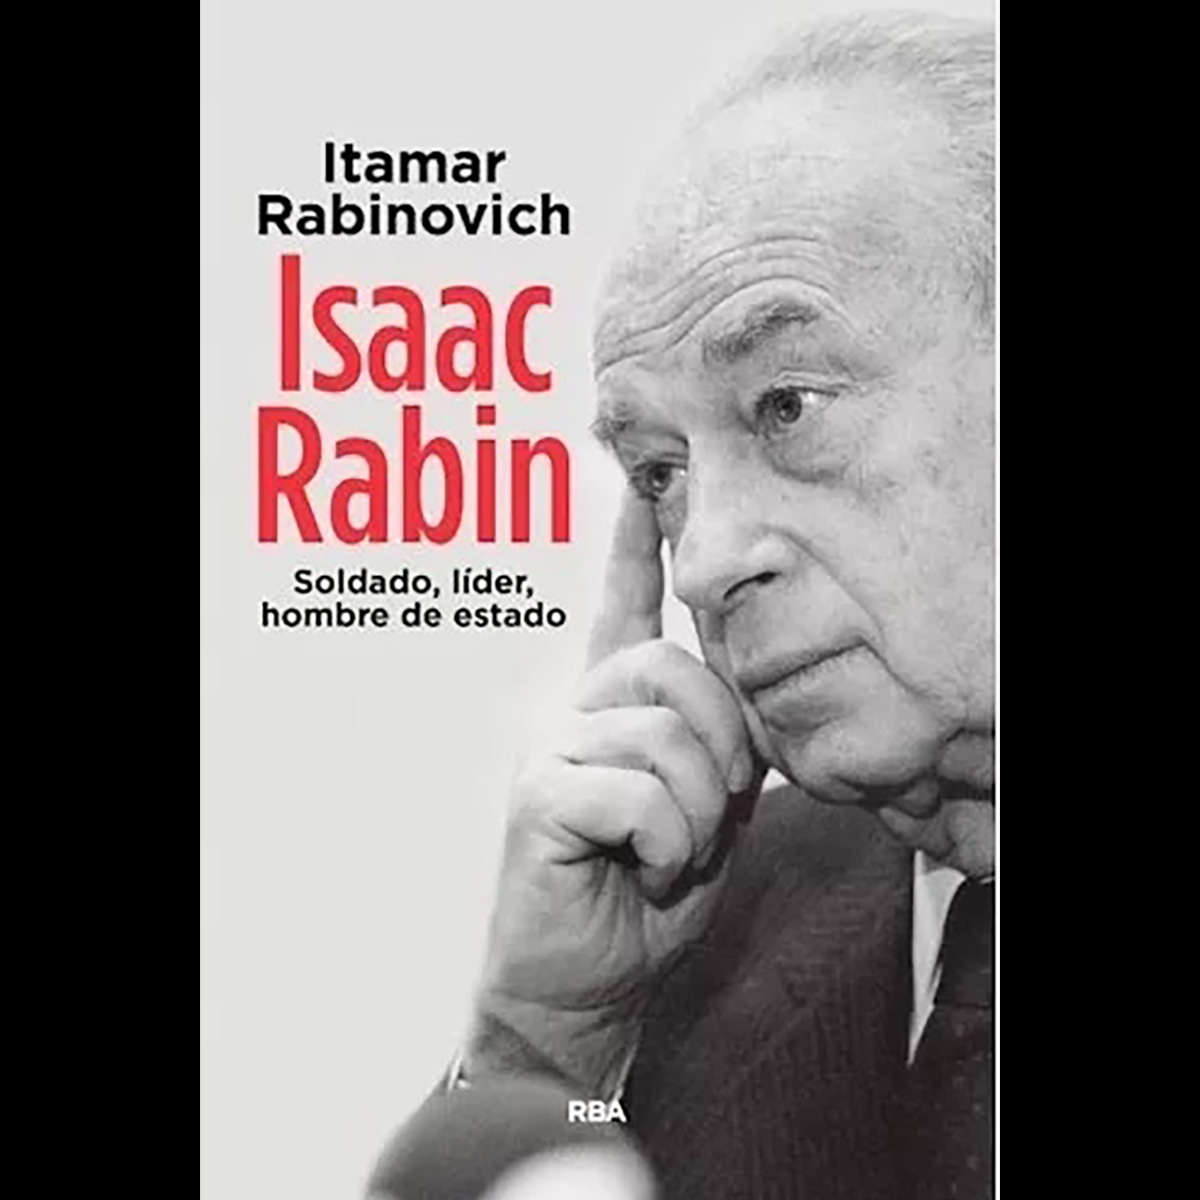 Itamar
Rabinovich
Isaac
Rabin
Soldado, líder,
hombre de estado
RBA